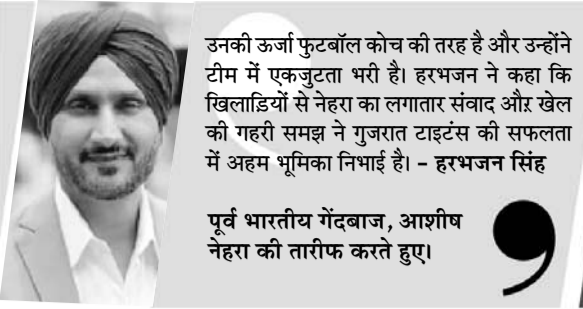 उनकी ऊर्जा फुटबॉल कोच की तरह है और उन्होंने
टीम में एकजुटता भरी है। हरभजन ने कहा कि
खिलाड़ियों से नेहरा का लगातार संवाद औऱ खेल
की गहरी समझ ने गुजरात टाइटंस की सफलता
में अहम भूमिका निभाई है। - हरभजन सिंह
पूर्व भारतीय गेंदबाज, आशीष
नेहरा की तारीफ करते हुए।